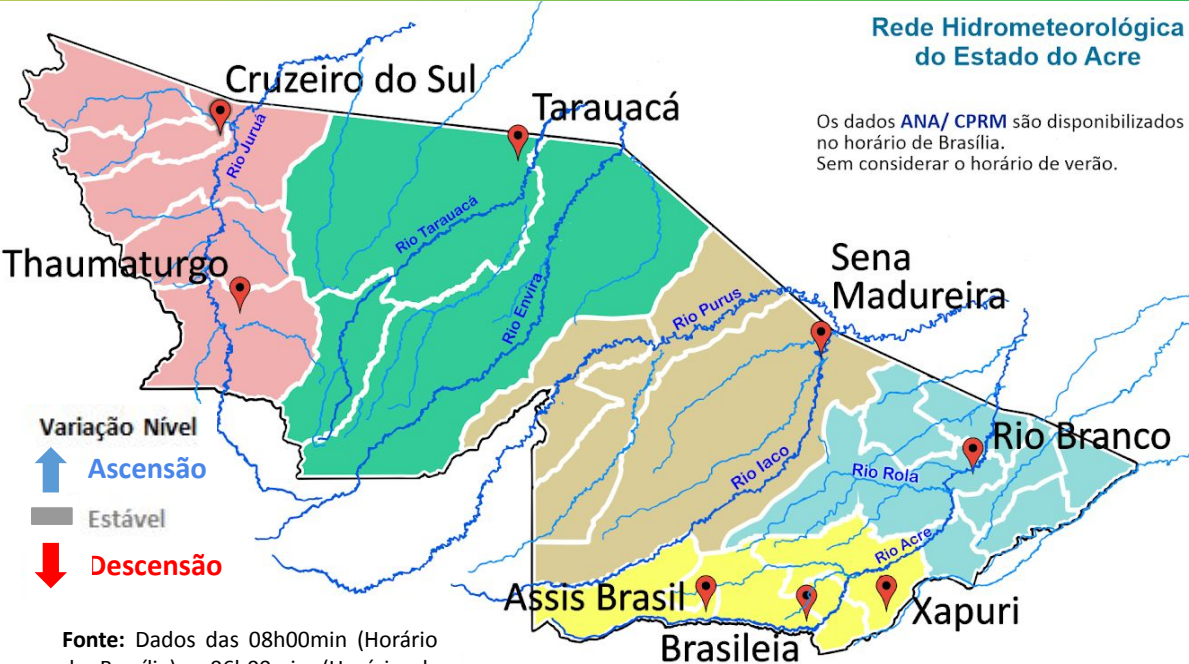 Rede Hidrometeorológica
do Estado do Acre
Os dados ANA/ CPRM são disponibilizados
no horário de Brasília.
Sem considerar o horário de verão.
Cruzeiro do Sul
Tarauacá
Rio Juruá
Rio Tarauacá
Thaumaturgo
Rio Envira
Sena
Madureira
Rio Purus
Variação Nível
Ascensão
Estável
Descensão
Rio Branco
Rio Iaco
Rio Rola
Rio Acre
Assis Brasil
Xapuri
Brasileia
Fonte: Dados das 08h00min (Horário